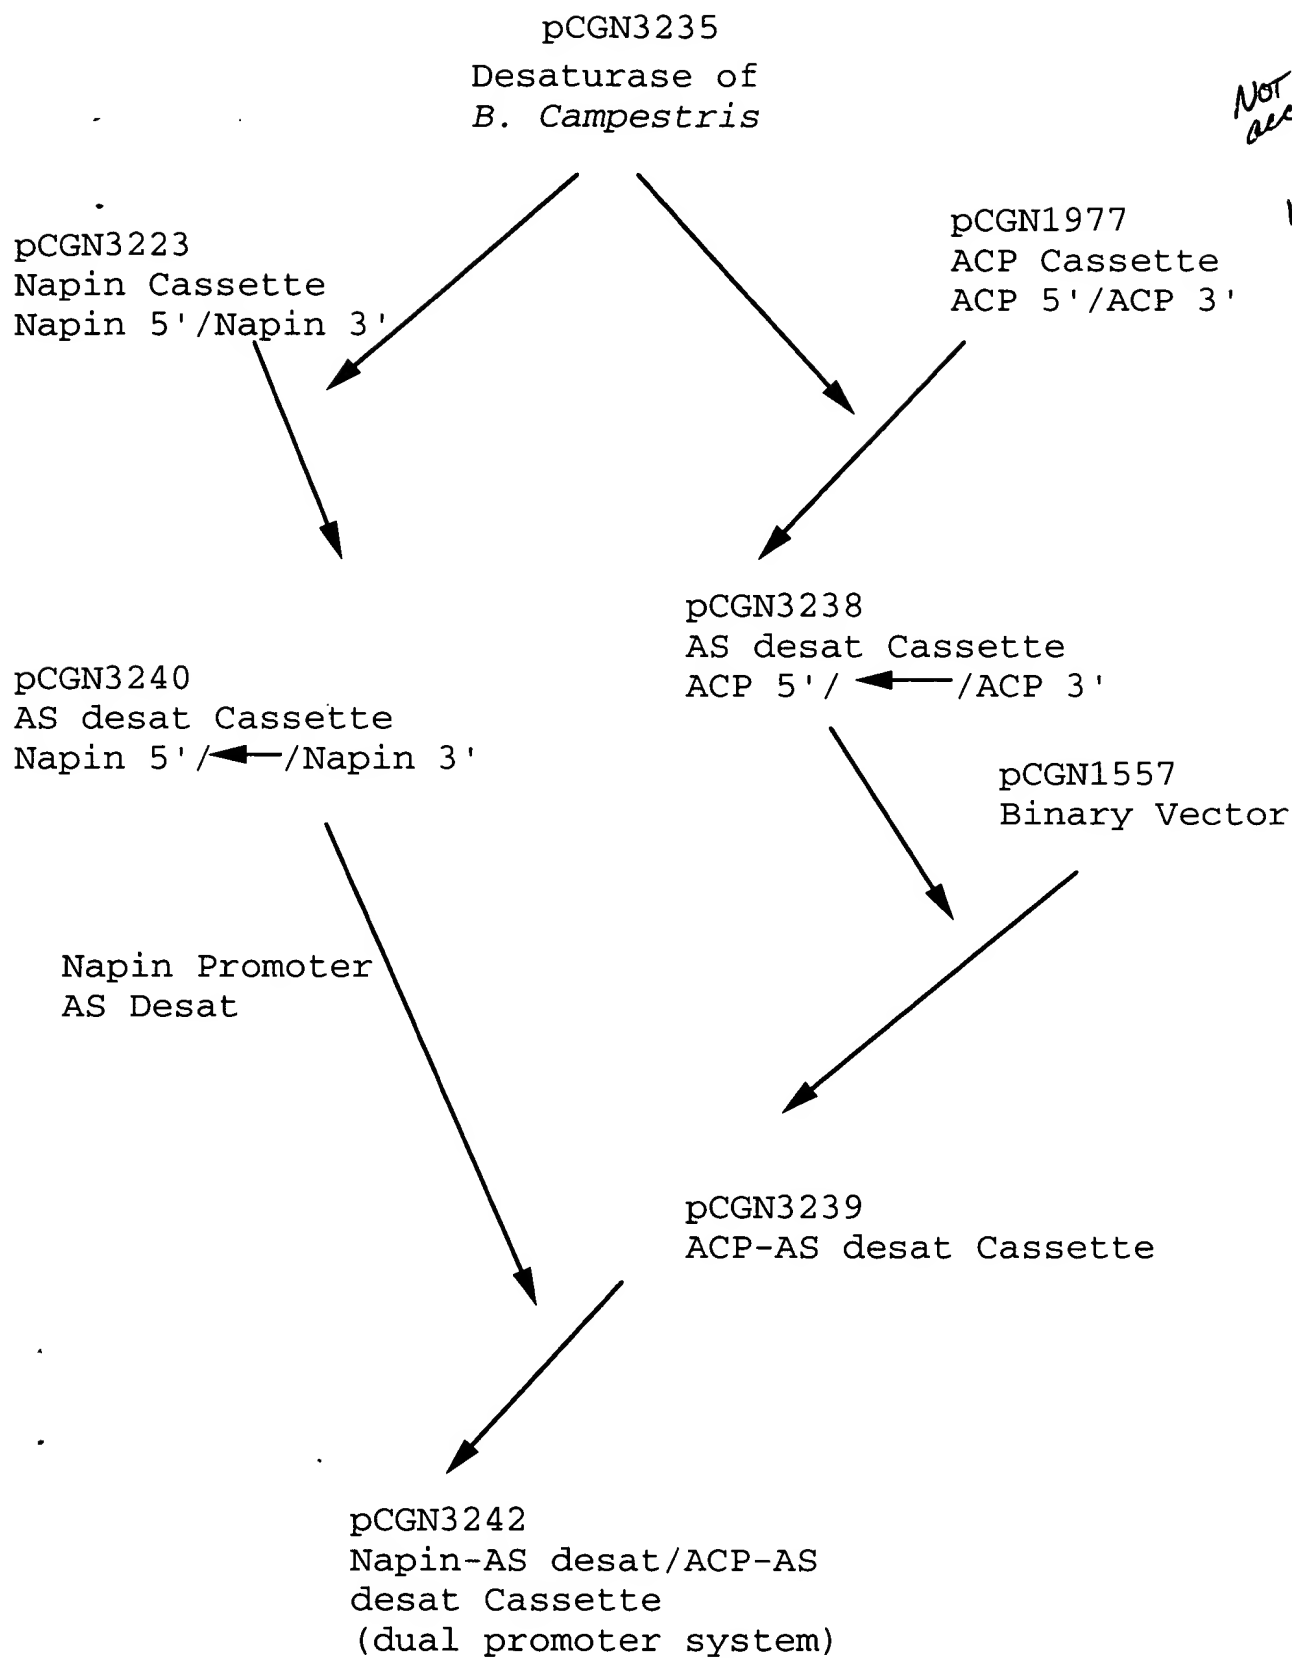 pCGN3235
Desaturase of
B. Campestris
NOT
pCGN3223
Napin Cassette
Napin 5'/Napin 3'
pCGN1977
ACP Cassette
ACP 5'/ACP 3'
pCGN3240
AS desat Cassette
Napin 5'/ /Napin 3'
pCGN3238
AS desat Cassette
ACP 5'/ /ACP 3'
pCGN1557
Binary Vector
Napin Promoter
AS Desat
pCGN3239
ACP-AS desat Cassette
pCGN3242
Napin-AS desat/ACP-AS
desat Cassette
(dual promoter system)